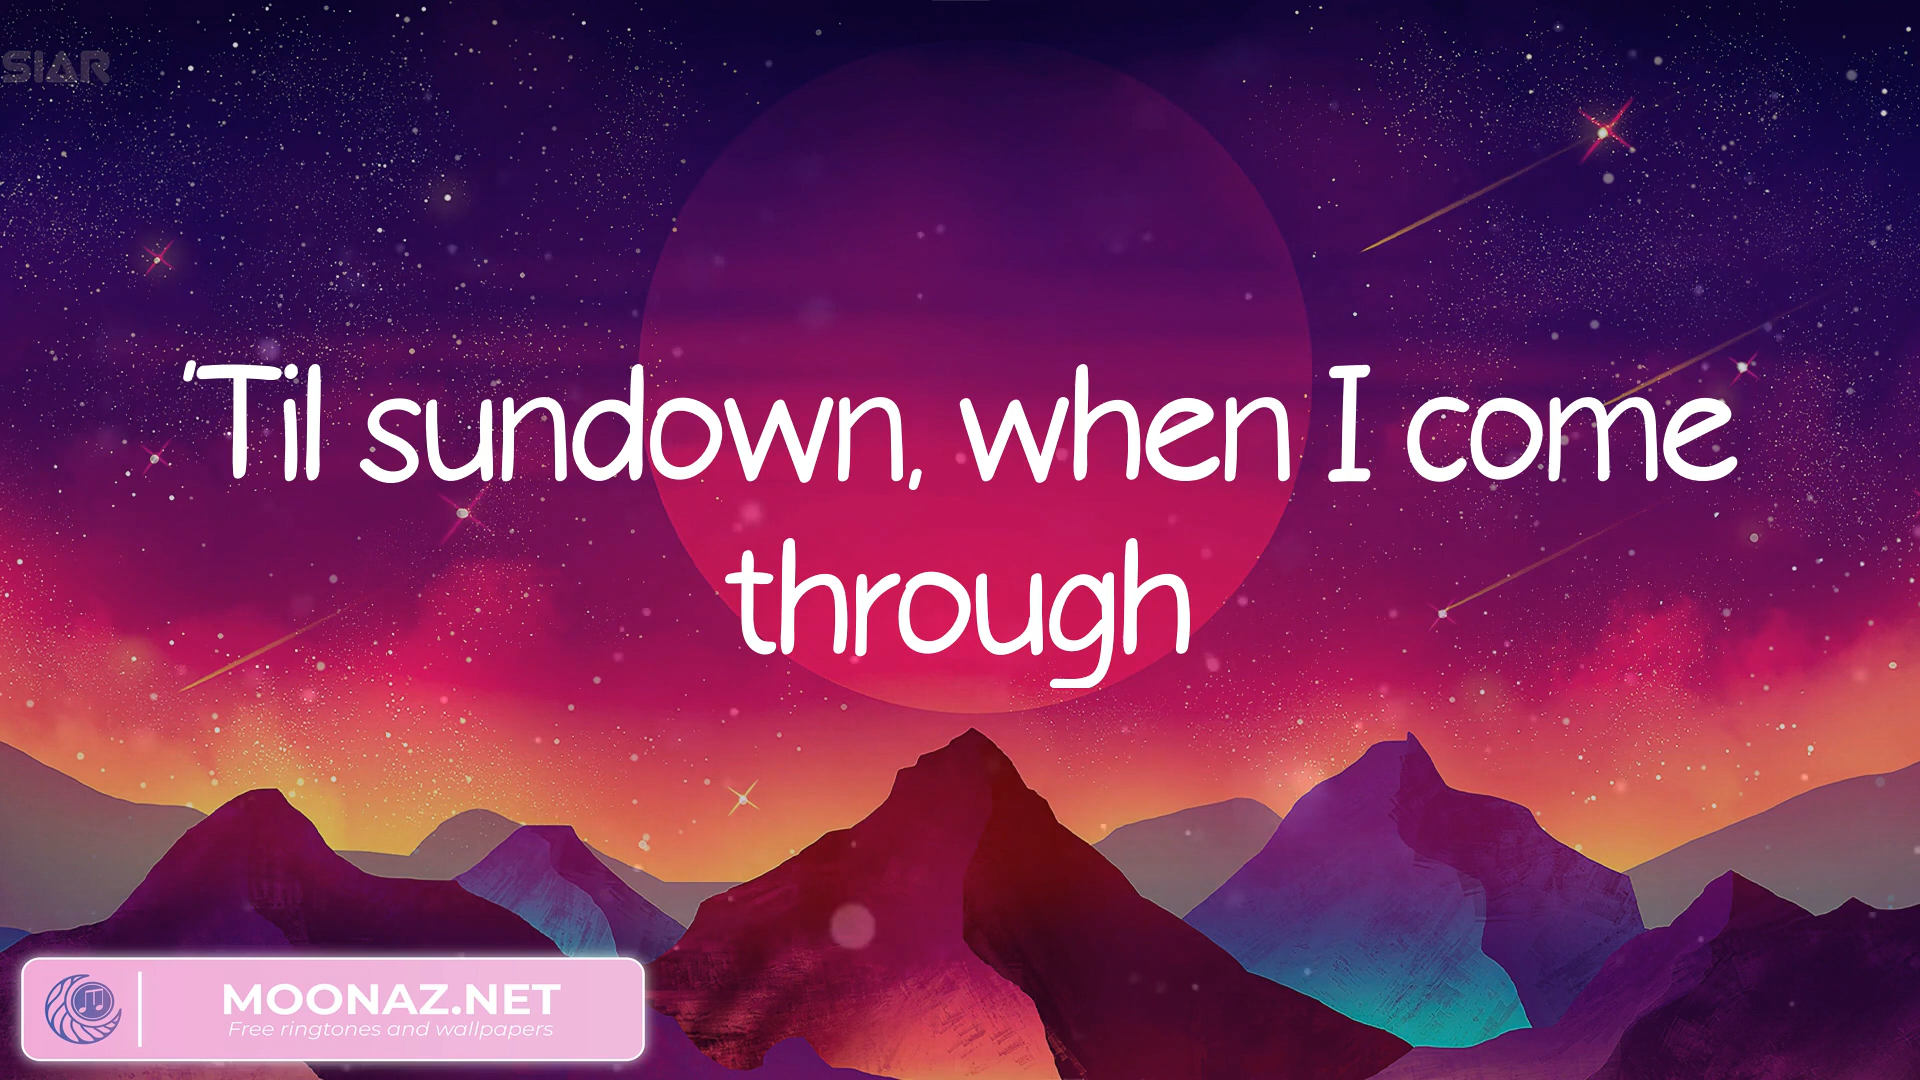 SIAR
'Til sundown, when I come
through
MOONAZ.NET
Free ringtones and wallpapers